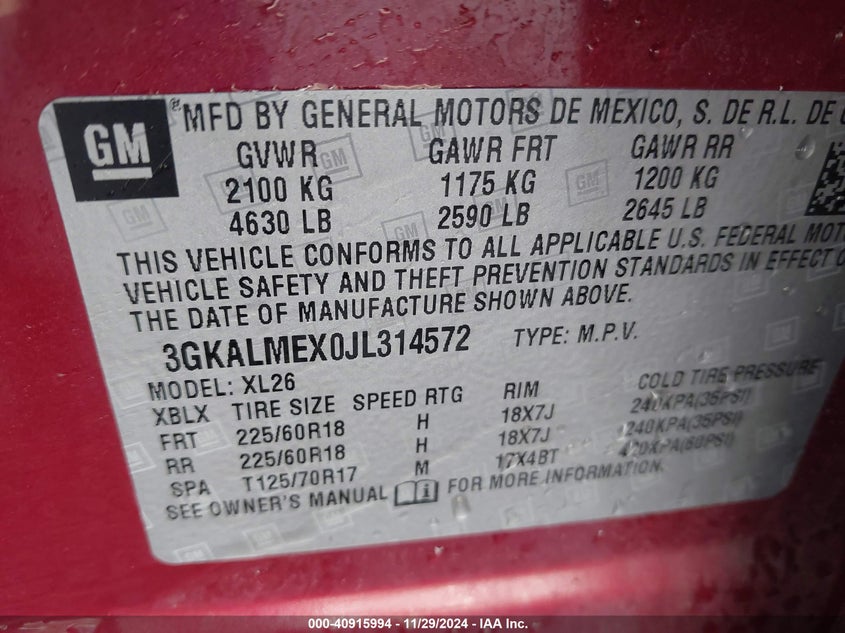 GM
MFD BY GENERAL MOTORS DE MEXICO, S. DE R.L. DE
GVWR GAWR FRT GAWR RR
2100 KG 1175 KG 1200 KG
4630 LB 2590 LB 2645 LB
THIS VEHICLE CONFORMS TO ALL APPLICABLE U.S. FEDERAL
VEHICLE SAFETY AND THEFT PREVENTION STANDARDS IN EFFECT
THE DATE OF MANUFACTURE SHOWN ABOVE.
3GKALMEX0JL314572 TYPE: M.P.V.
MODEL: XL26
XBLX TIRE SIZE SPEED RTG RIM COLD TIRE PRESSURE
FRT 225/60R18 H 18X7J 240KPA(35PSI)
RR 225/60R18 H 18X7J 240KPA(35PSI)
SPA T125/70R17 M 17X4BT 420KPA(60PSI)
SEE OWNER'S MANUAL FOR MORE INFORMATION.
000-40915994 - 11/29/2024 - IAA Inc.